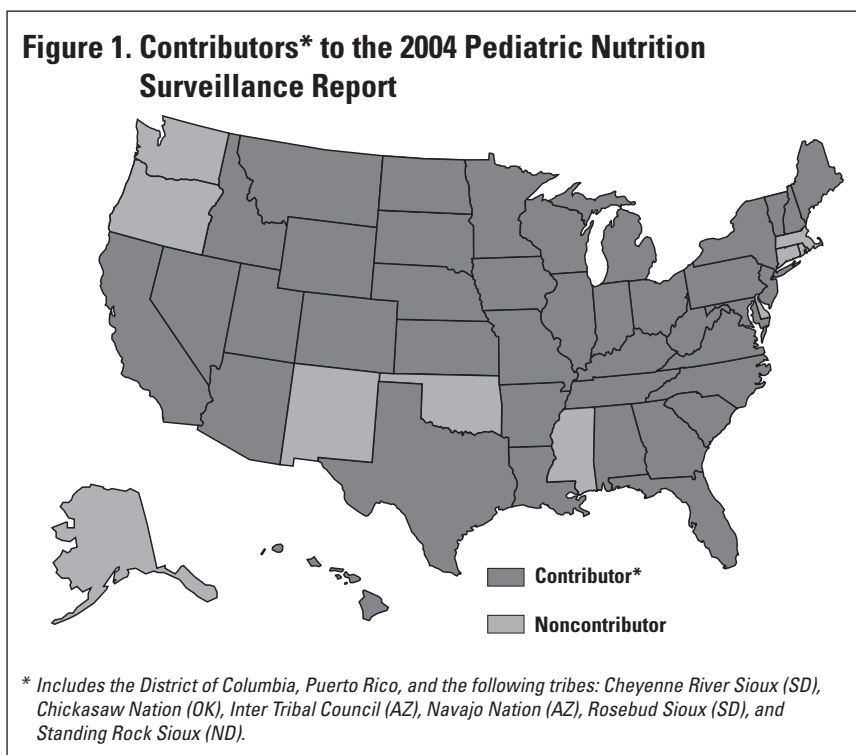 Figure 1. Contributors* to the 2004 Pediatric Nutrition
Surveillance Report
Contributor*
Noncontributor
* Includes the District of Columbia, Puerto Rico, and the following tribes: Cheyenne River Sioux (SD),
Chickasaw Nation (OK), Inter Tribal Council (AZ), Navajo Nation (AZ), Rosebud Sioux (SD), and
Standing Rock Sioux (ND).